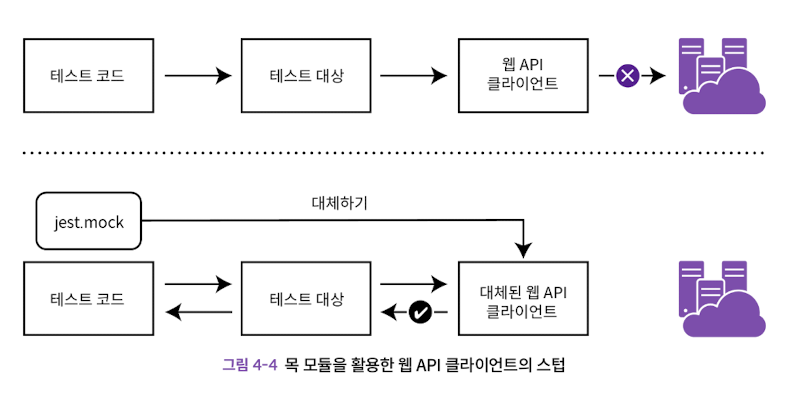 테스트 코드
테스트 대상
웹 API
클라이언트
대체하기
jest.mock
테스트 코드
테스트 대상
대체된 웹 API
클라이언트
그림 4-4 목 모듈을 활용한 웹 API 클라이언트의 스텁